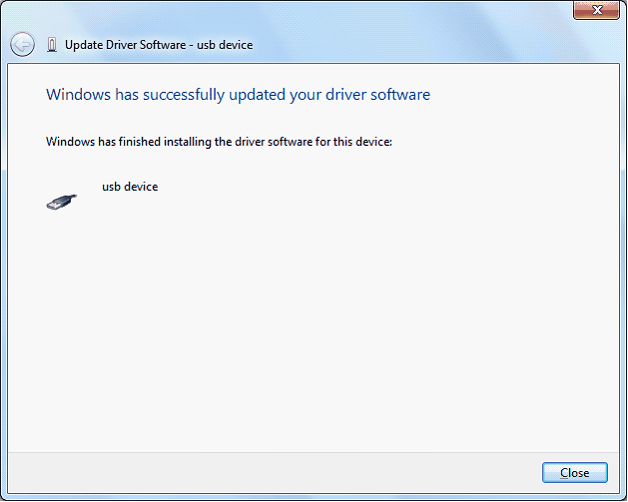 Update Driver Software - usb device
Windows has successfully updated your driver software
Windows has finished installing the driver software for this device:
usb device
Close